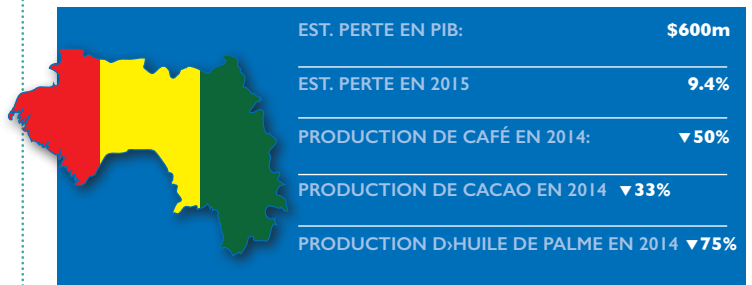 EST. PERTE EN PIB: $600m
EST. PERTE EN 2015 9.4%
PRODUCTION DE CAFÉ EN 2014: ▼50%
PRODUCTION DE CACAO EN 2014 ▼33%
PRODUCTION D›HUILE DE PALME EN 2014 ▼75%